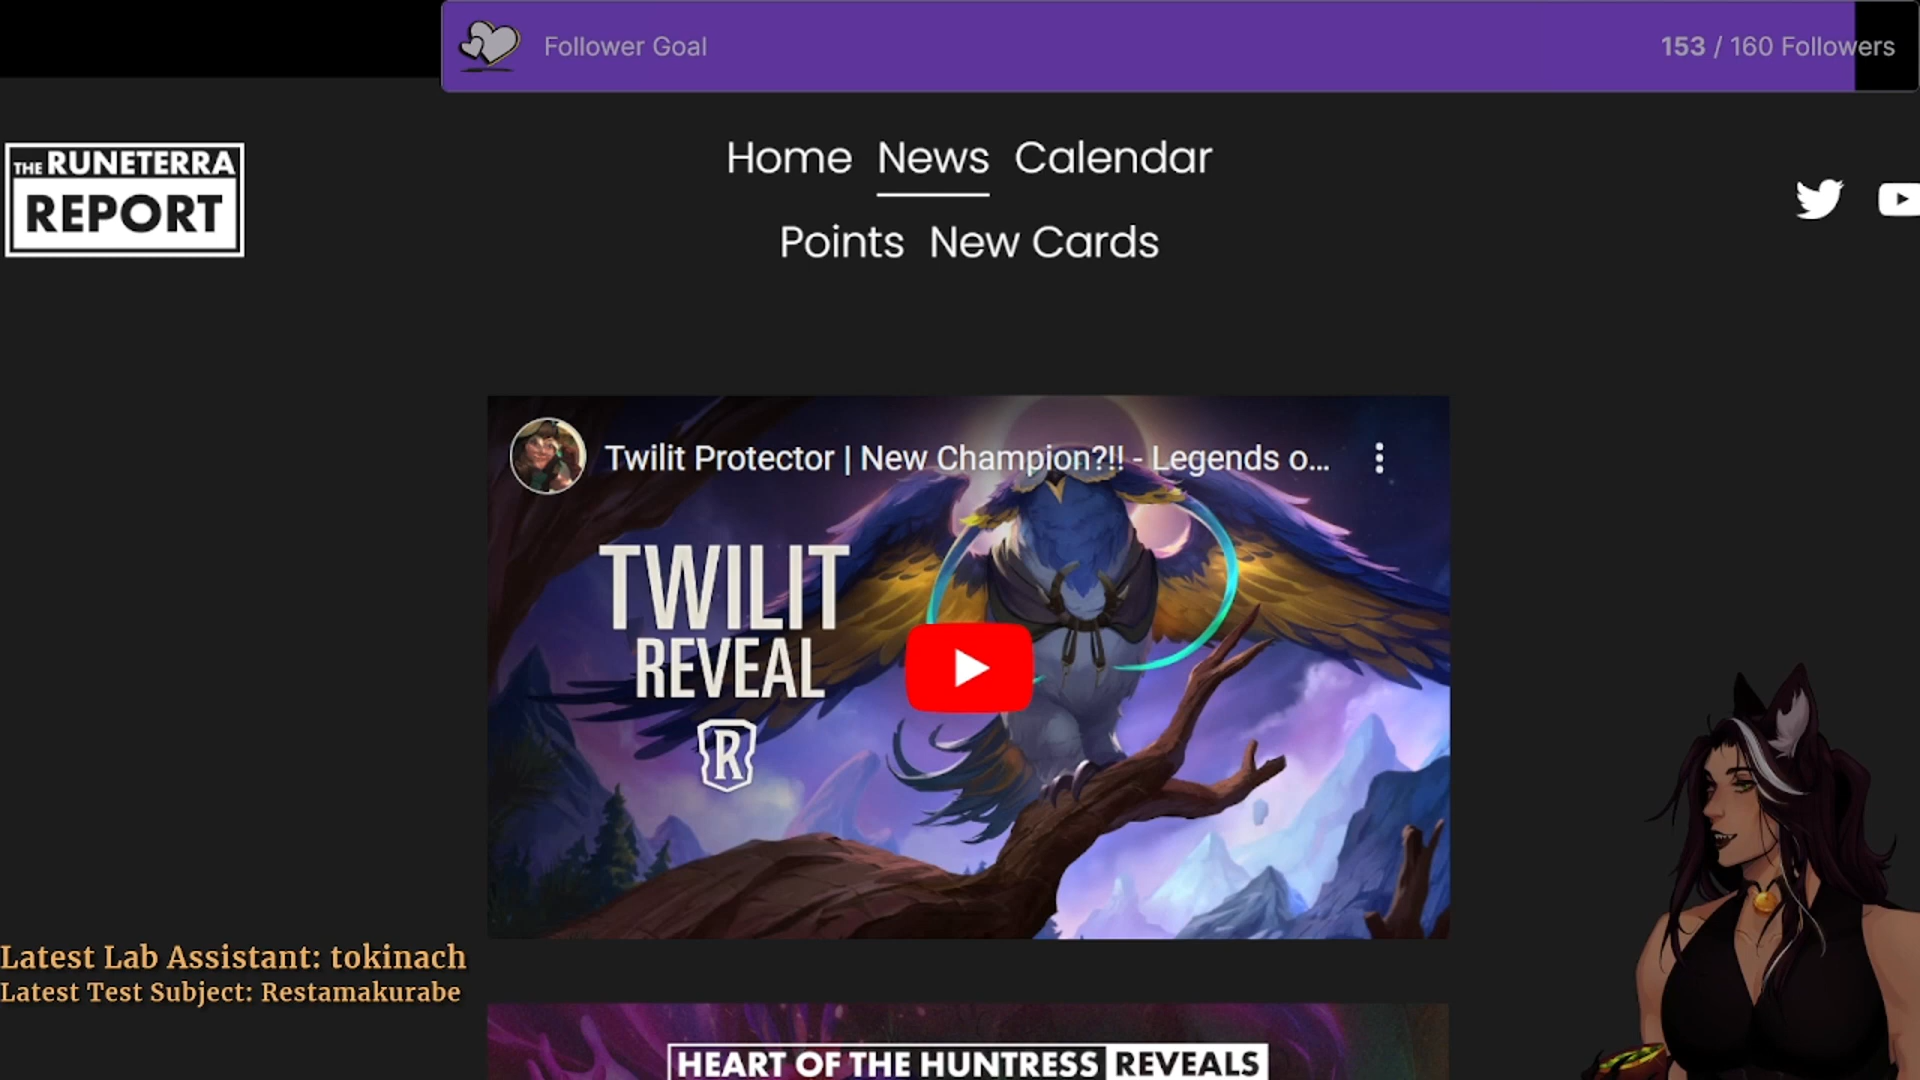 Follower Goal
153 / 160 Followers
THE RUNETERRA
REPORT
Home News Calendar
Points New Cards
Twilit Protector | New Champion?!! - Legends o...
TWILIT
REVEAL
R
Latest Lab Assistant: tokinach
Latest Test Subject: Restamakurabe
HEART OF THE HUNTRESS REVEALS